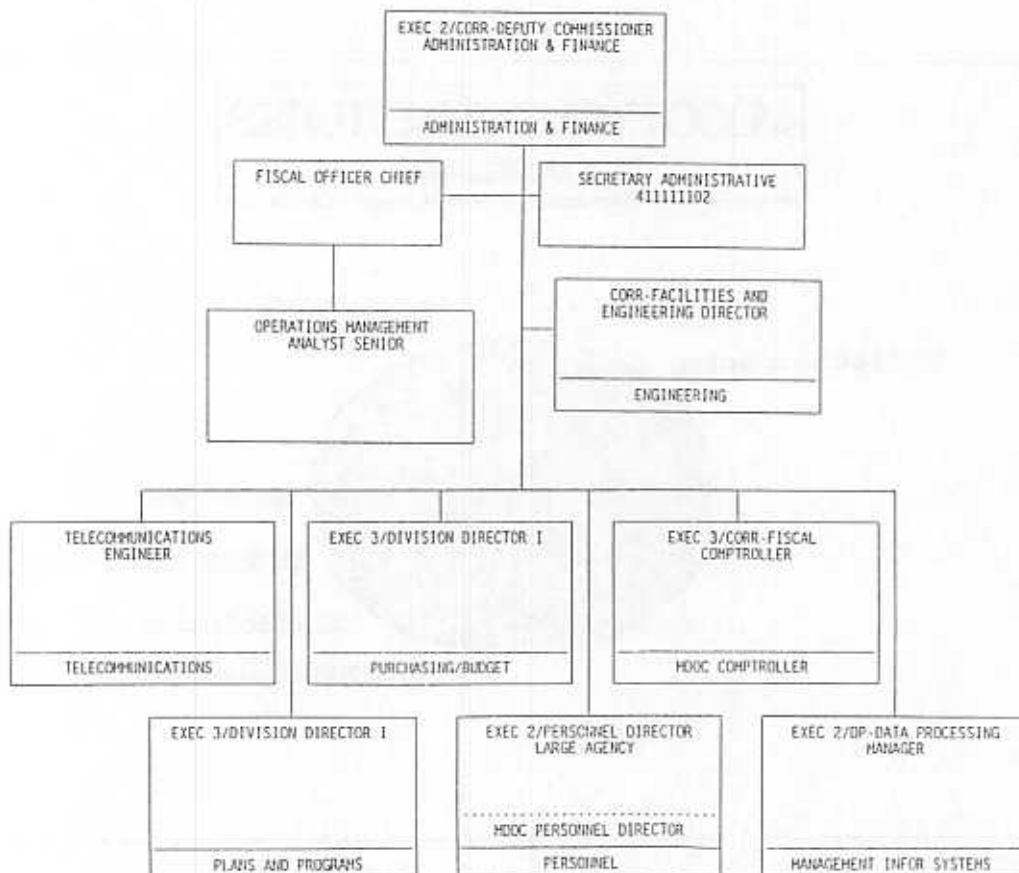 EXEC 2/CORR-DEPUTY COMMISSIONER
ADMINISTRATION & FINANCE
ADMINISTRATION & FINANCE
FISCAL OFFICER CHIEF
SECRETARY ADMINISTRATIVE
411111102
CORR-FACILITIES AND
ENGINEERING DIRECTOR
ENGINEERING
OPERATIONS MANAGEMENT
ANALYST SENIOR
TELECOMMUNICATIONS
ENGINEER
TELECOMMUNICATIONS
EXEC 3/DIVISION DIRECTOR I
PURCHASING/BUDGET
EXEC 3/CORR-FISCAL
COMPTROLLER
MDOC COMPTROLLER
EXEC 3/DIVISION DIRECTOR I
PLANS AND PROGRAMS
EXEC 2/PERSONNEL DIRECTOR
LARGE AGENCY
MDOC PERSONNEL DIRECTOR
PERSONNEL
EXEC 2/DP-DATA PROCESSING
MANAGER
MANAGEMENT INFOR SYSTEMS